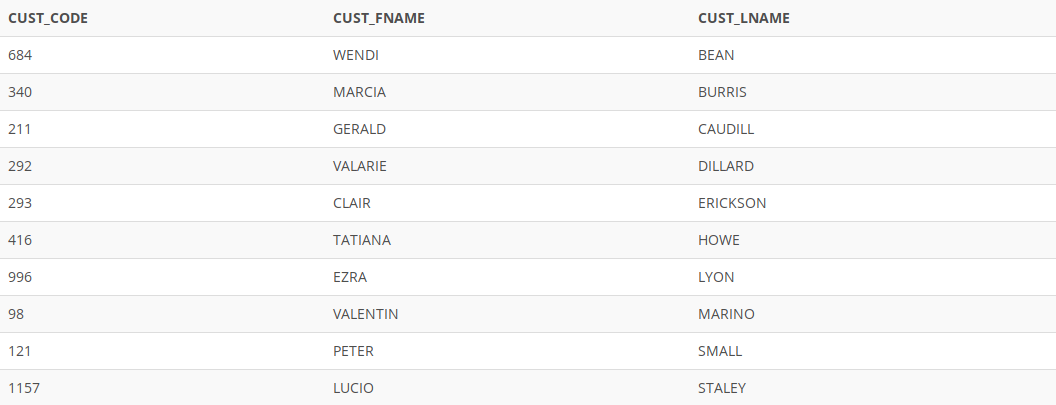 CUST_CODE CUST_FNAME CUST_LNAME
684 WENDI BEAN
340 MARCIA BURRIS
211 GERALD CAUDILL
292 VALARIE DILLARD
293 CLAIR ERICKSON
416 TATIANA HOWE
996 EZRA LYON
98 VALENTIN MARINO
121 PETER SMALL
1157 LUCIO STALEY